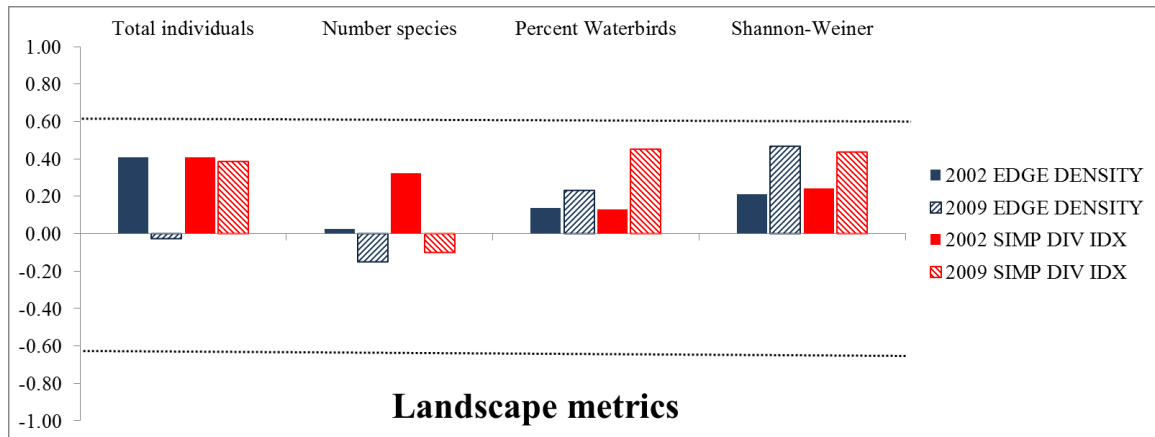 Total individuals Number species Percent Waterbirds Shannon-Weiner
1.00
0.80
0.60
0.40
0.20
0.00
-0.20
-0.40
-0.60
-0.80
-1.00
2002 EDGE DENSITY
2009 EDGE DENSITY
2002 SIMP DIV IDX
2009 SIMP DIV IDX
Landscape metrics